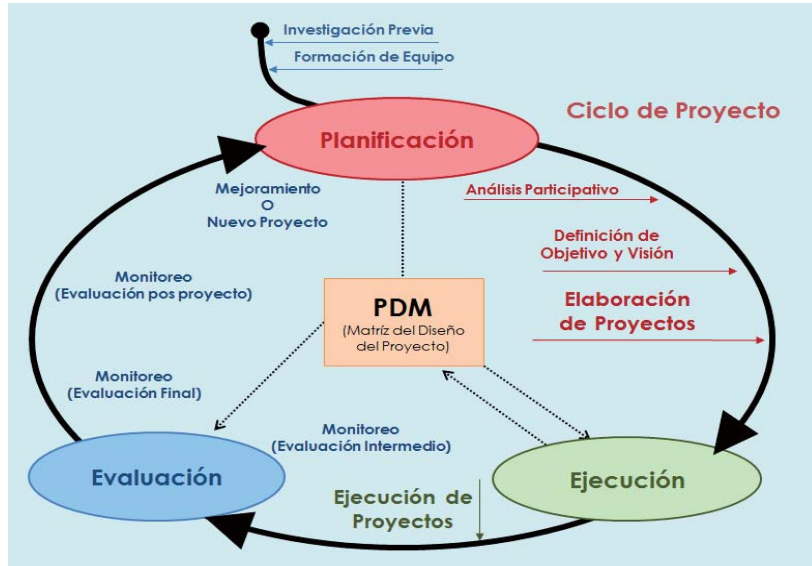 Investigación Previa
Formación de Equipo
Ciclo de Proyecto
Planificación
Mejoramiento
O
Nuevo Proyecto
Análisis Participativo
Definición de
Objetivo y Visión
Monitoreo
(Evaluación pos proyecto)
PDM
(Matríz del Diseño
del Proyecto)
Elaboración
de Proyectos
Monitoreo
(Evaluación Final)
Monitoreo
(Evaluación Intermedio)
Evaluación
Ejecución de
Proyectos
Ejecución